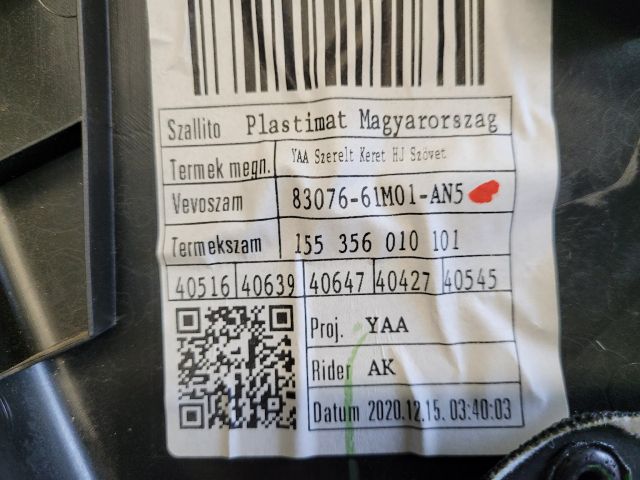 Szallito Plastimat Magyarorszag
Termek megn. YAA Szerelt Keret HJ Szövet
Vevoszam 83076-61M01-AN5
Termekszam 155 356 010 101
40516 40639 40647 40427 40545
Proj. YAA
Rider AK
Datum 2020.12.15. 03:40:03